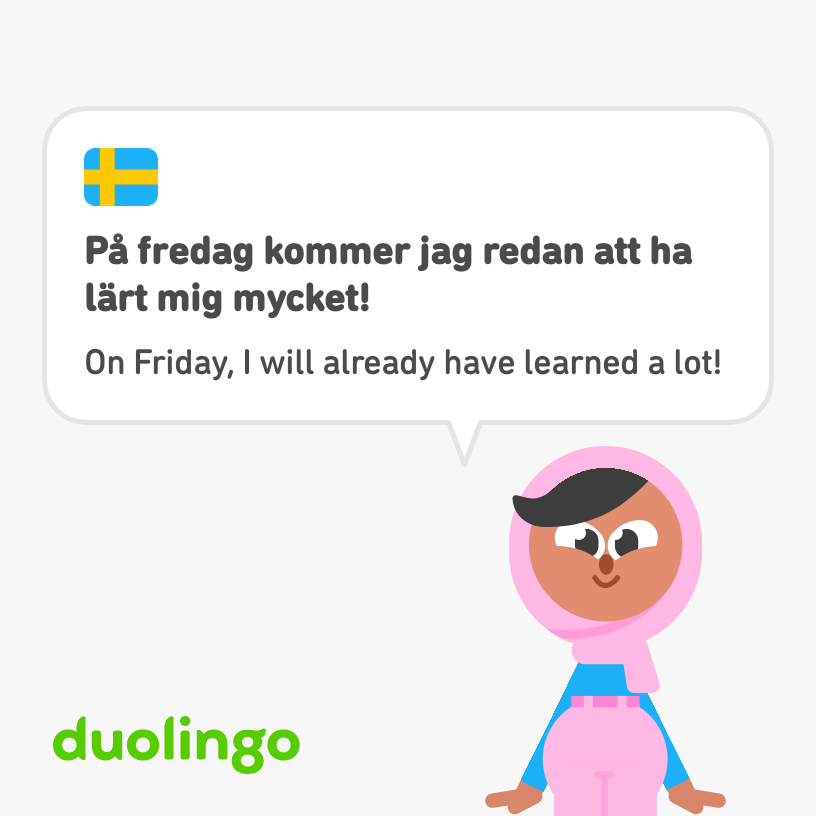 På fredag kommer jag redan att ha
lärt mig mycket!
On Friday, I will already have learned a lot!
duolingo